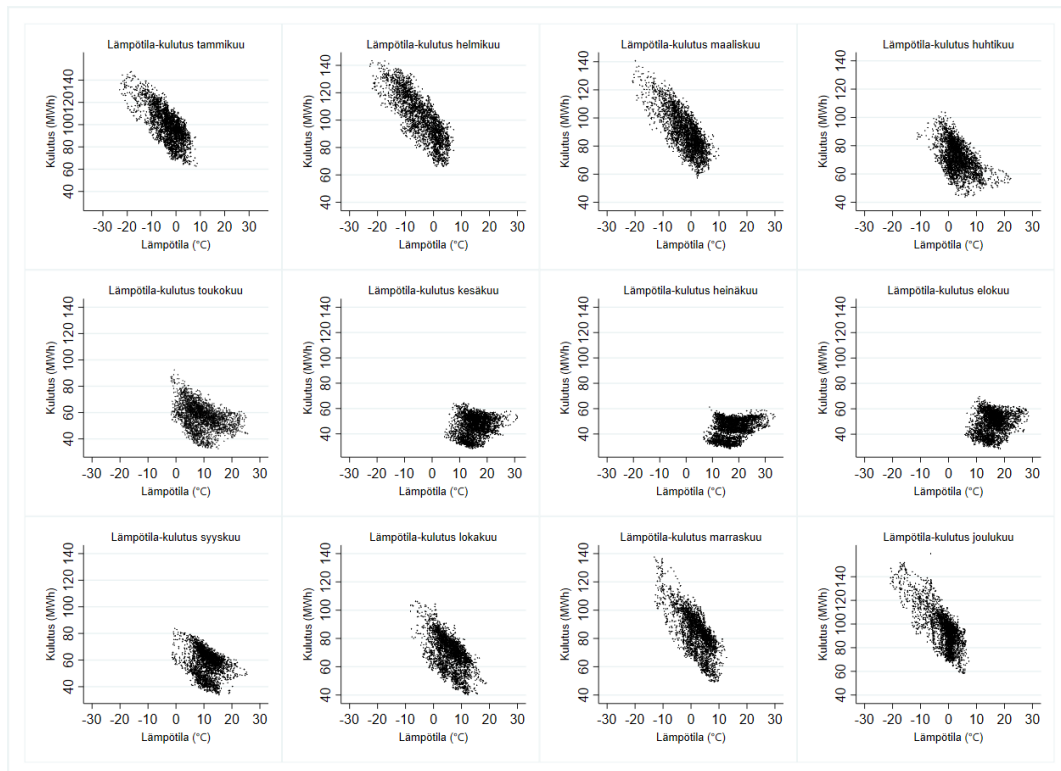 Lämpötila-kulutus tammikuu
Kulutus (MWh)
40 60 80 100 120 140
-30 -20 -10 0 10 20 30
Lämpötila (°C)
Lämpötila-kulutus helmikuu
Kulutus (MWh)
40 60 80 100 120 140
-30 -20 -10 0 10 20 30
Lämpötila (°C)
Lämpötila-kulutus maaliskuu
Kulutus (MWh)
40 60 80 100 120 140
-30 -20 -10 0 10 20 30
Lämpötila (°C)
Lämpötila-kulutus huhtikuu
Kulutus (MWh)
40 60 80 100 120 140
-30 -20 -10 0 10 20 30
Lämpötila (°C)
Lämpötila-kulutus toukokuu
Kulutus (MWh)
40 60 80 100 120 140
-30 -20 -10 0 10 20 30
Lämpötila (°C)
Lämpötila-kulutus kesäkuu
Kulutus (MWh)
40 60 80 100 120 140
-30 -20 -10 0 10 20 30
Lämpötila (°C)
Lämpötila-kulutus heinäkuu
Kulutus (MWh)
40 60 80 100 120 140
-30 -20 -10 0 10 20 30
Lämpötila (°C)
Lämpötila-kulutus elokuu
Kulutus (MWh)
40 60 80 100 120 140
-30 -20 -10 0 10 20 30
Lämpötila (°C)
Lämpötila-kulutus syyskuu
Kulutus (MWh)
40 60 80 100 120 140
-30 -20 -10 0 10 20 30
Lämpötila (°C)
Lämpötila-kulutus lokakuu
Kulutus (MWh)
40 60 80 100 120 140
-30 -20 -10 0 10 20 30
Lämpötila (°C)
Lämpötila-kulutus marraskuu
Kulutus (MWh)
40 60 80 100 120 140
-30 -20 -10 0 10 20 30
Lämpötila (°C)
Lämpötila-kulutus joulukuu
Kulutus (MWh)
40 60 80 100 120 140
-30 -20 -10 0 10 20 30
Lämpötila (°C)